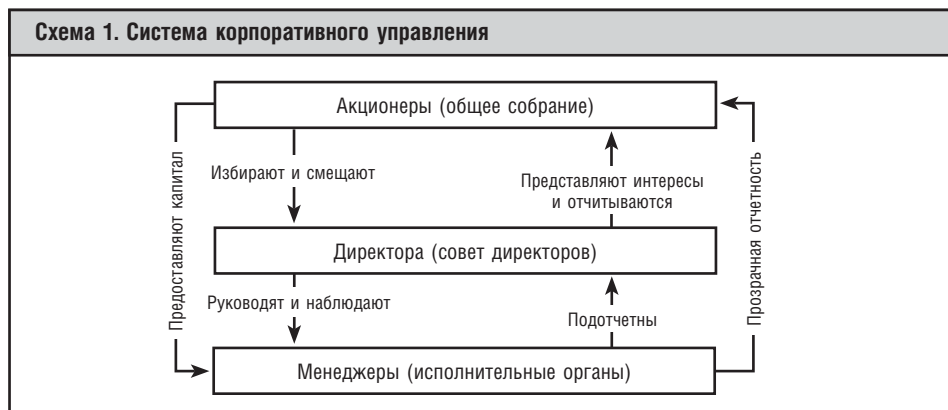 Схема 1. Система корпоративного управления
Акционеры (общее собрание)
Предоставляют капитал
Избирают и смещают
Представляют интересы
и отчитываются
Прозрачная отчетность
Директора (совет директоров)
Руководят и наблюдают
Подотчетны
Менеджеры (исполнительные органы)